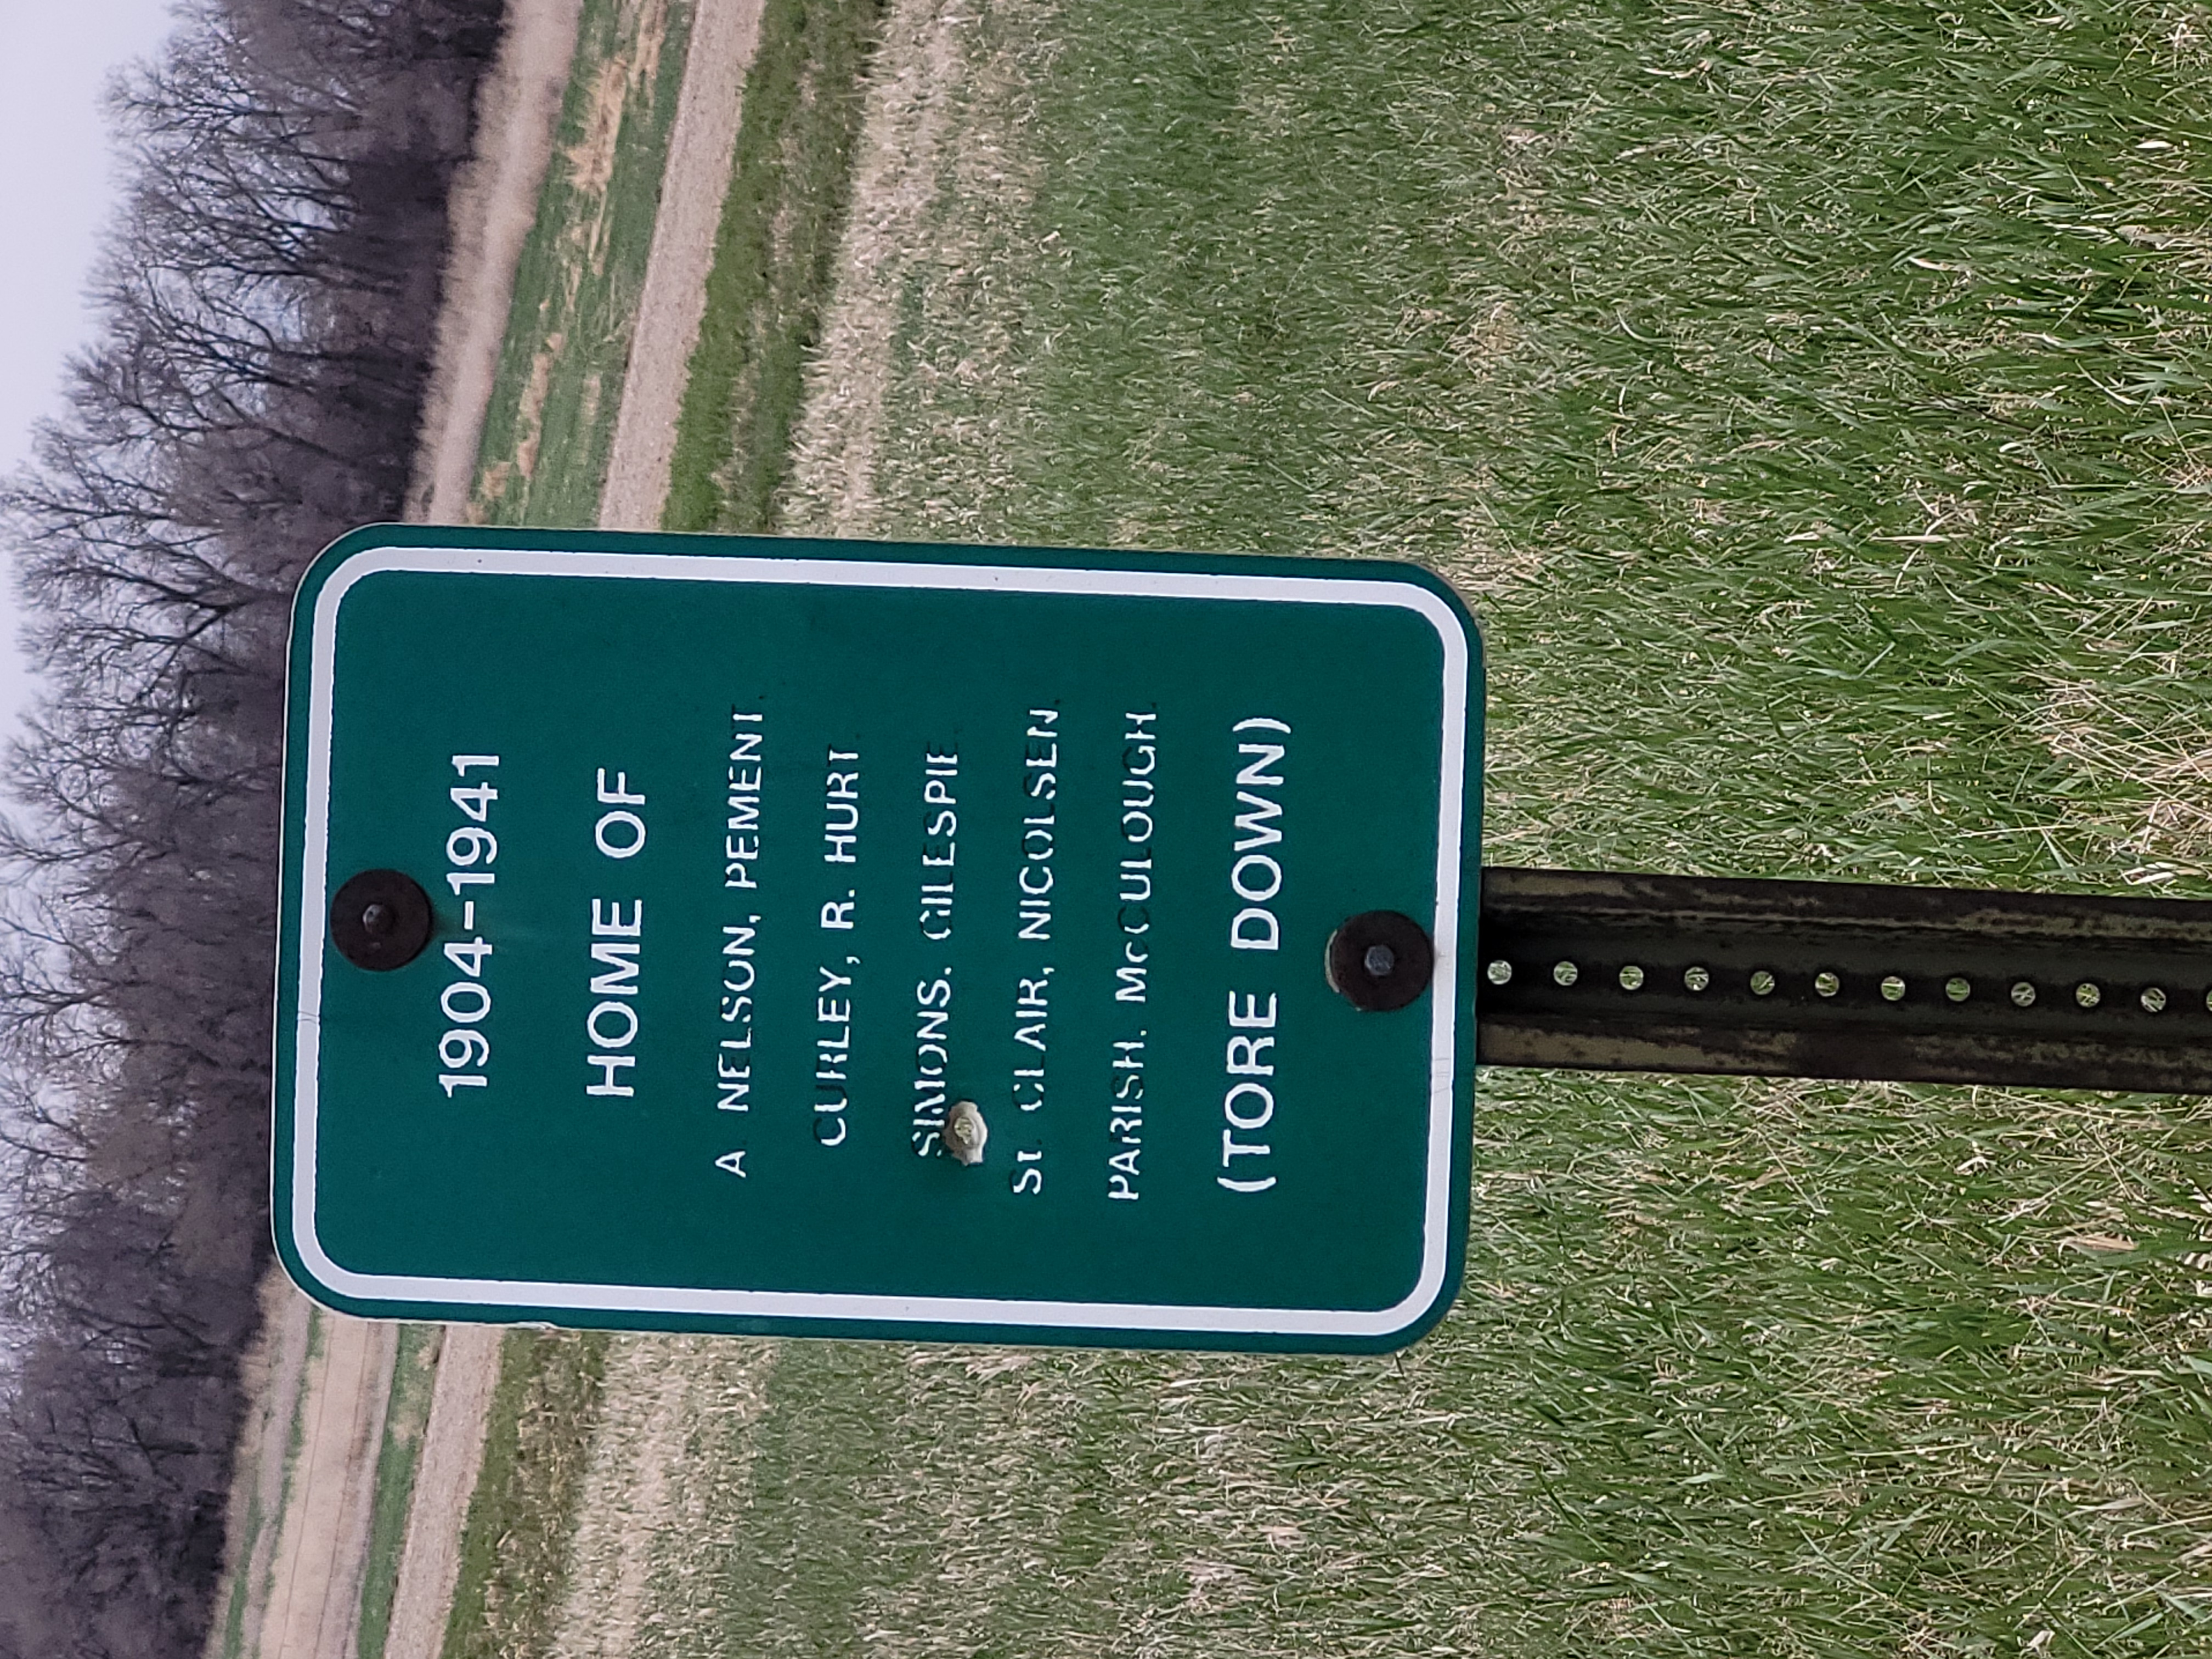 1904-1941
HOME OF
A. NELSON, PEMENT,
CURLEY, R. HURT,
SIMONS, GILESPIE,
St. CLAIR, NICOLSEN,
PARISH, McCULOUGH,
(TORE DOWN)